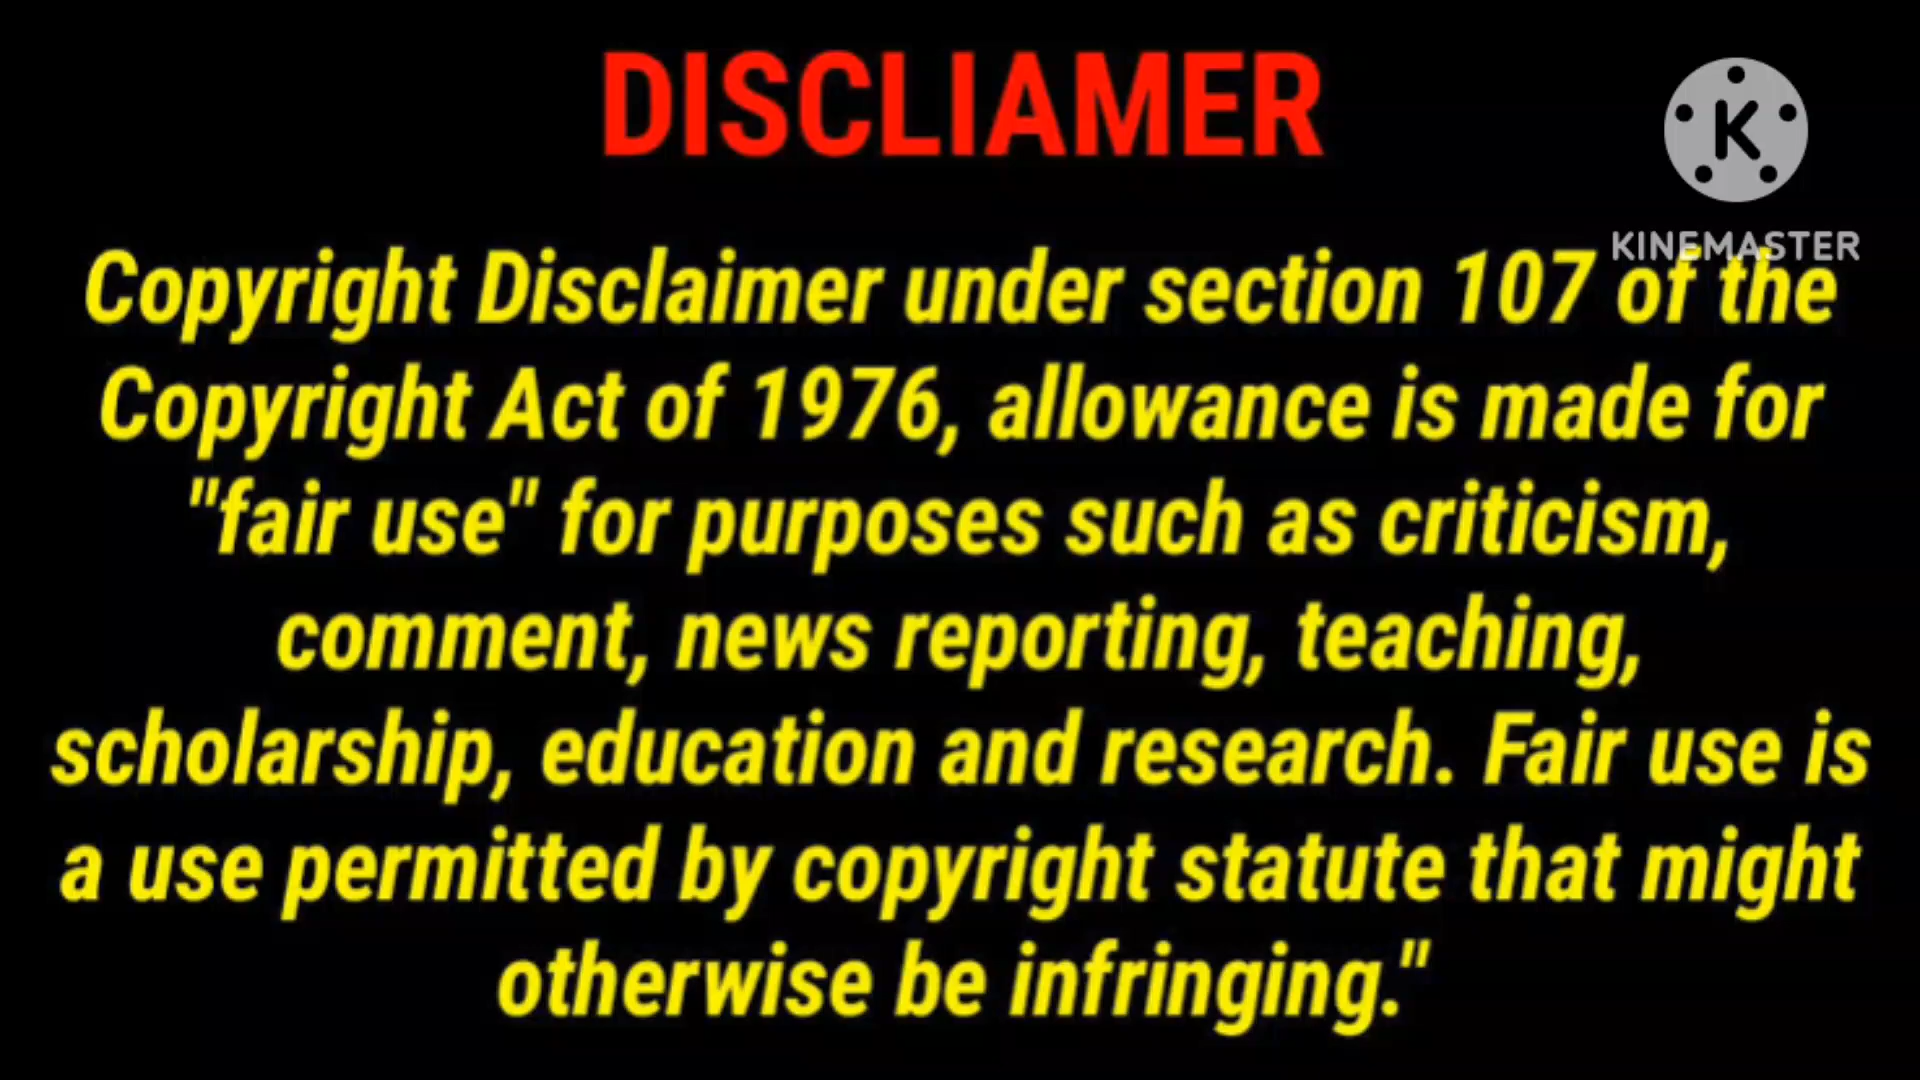 DISCLIAMER
KINEMASTER
Copyright Disclaimer under section 107 of the
Copyright Act of 1976, allowance is made for
"fair use" for purposes such as criticism,
comment, news reporting, teaching,
scholarship, education and research. Fair use is
a use permitted by copyright statute that might
otherwise be infringing."